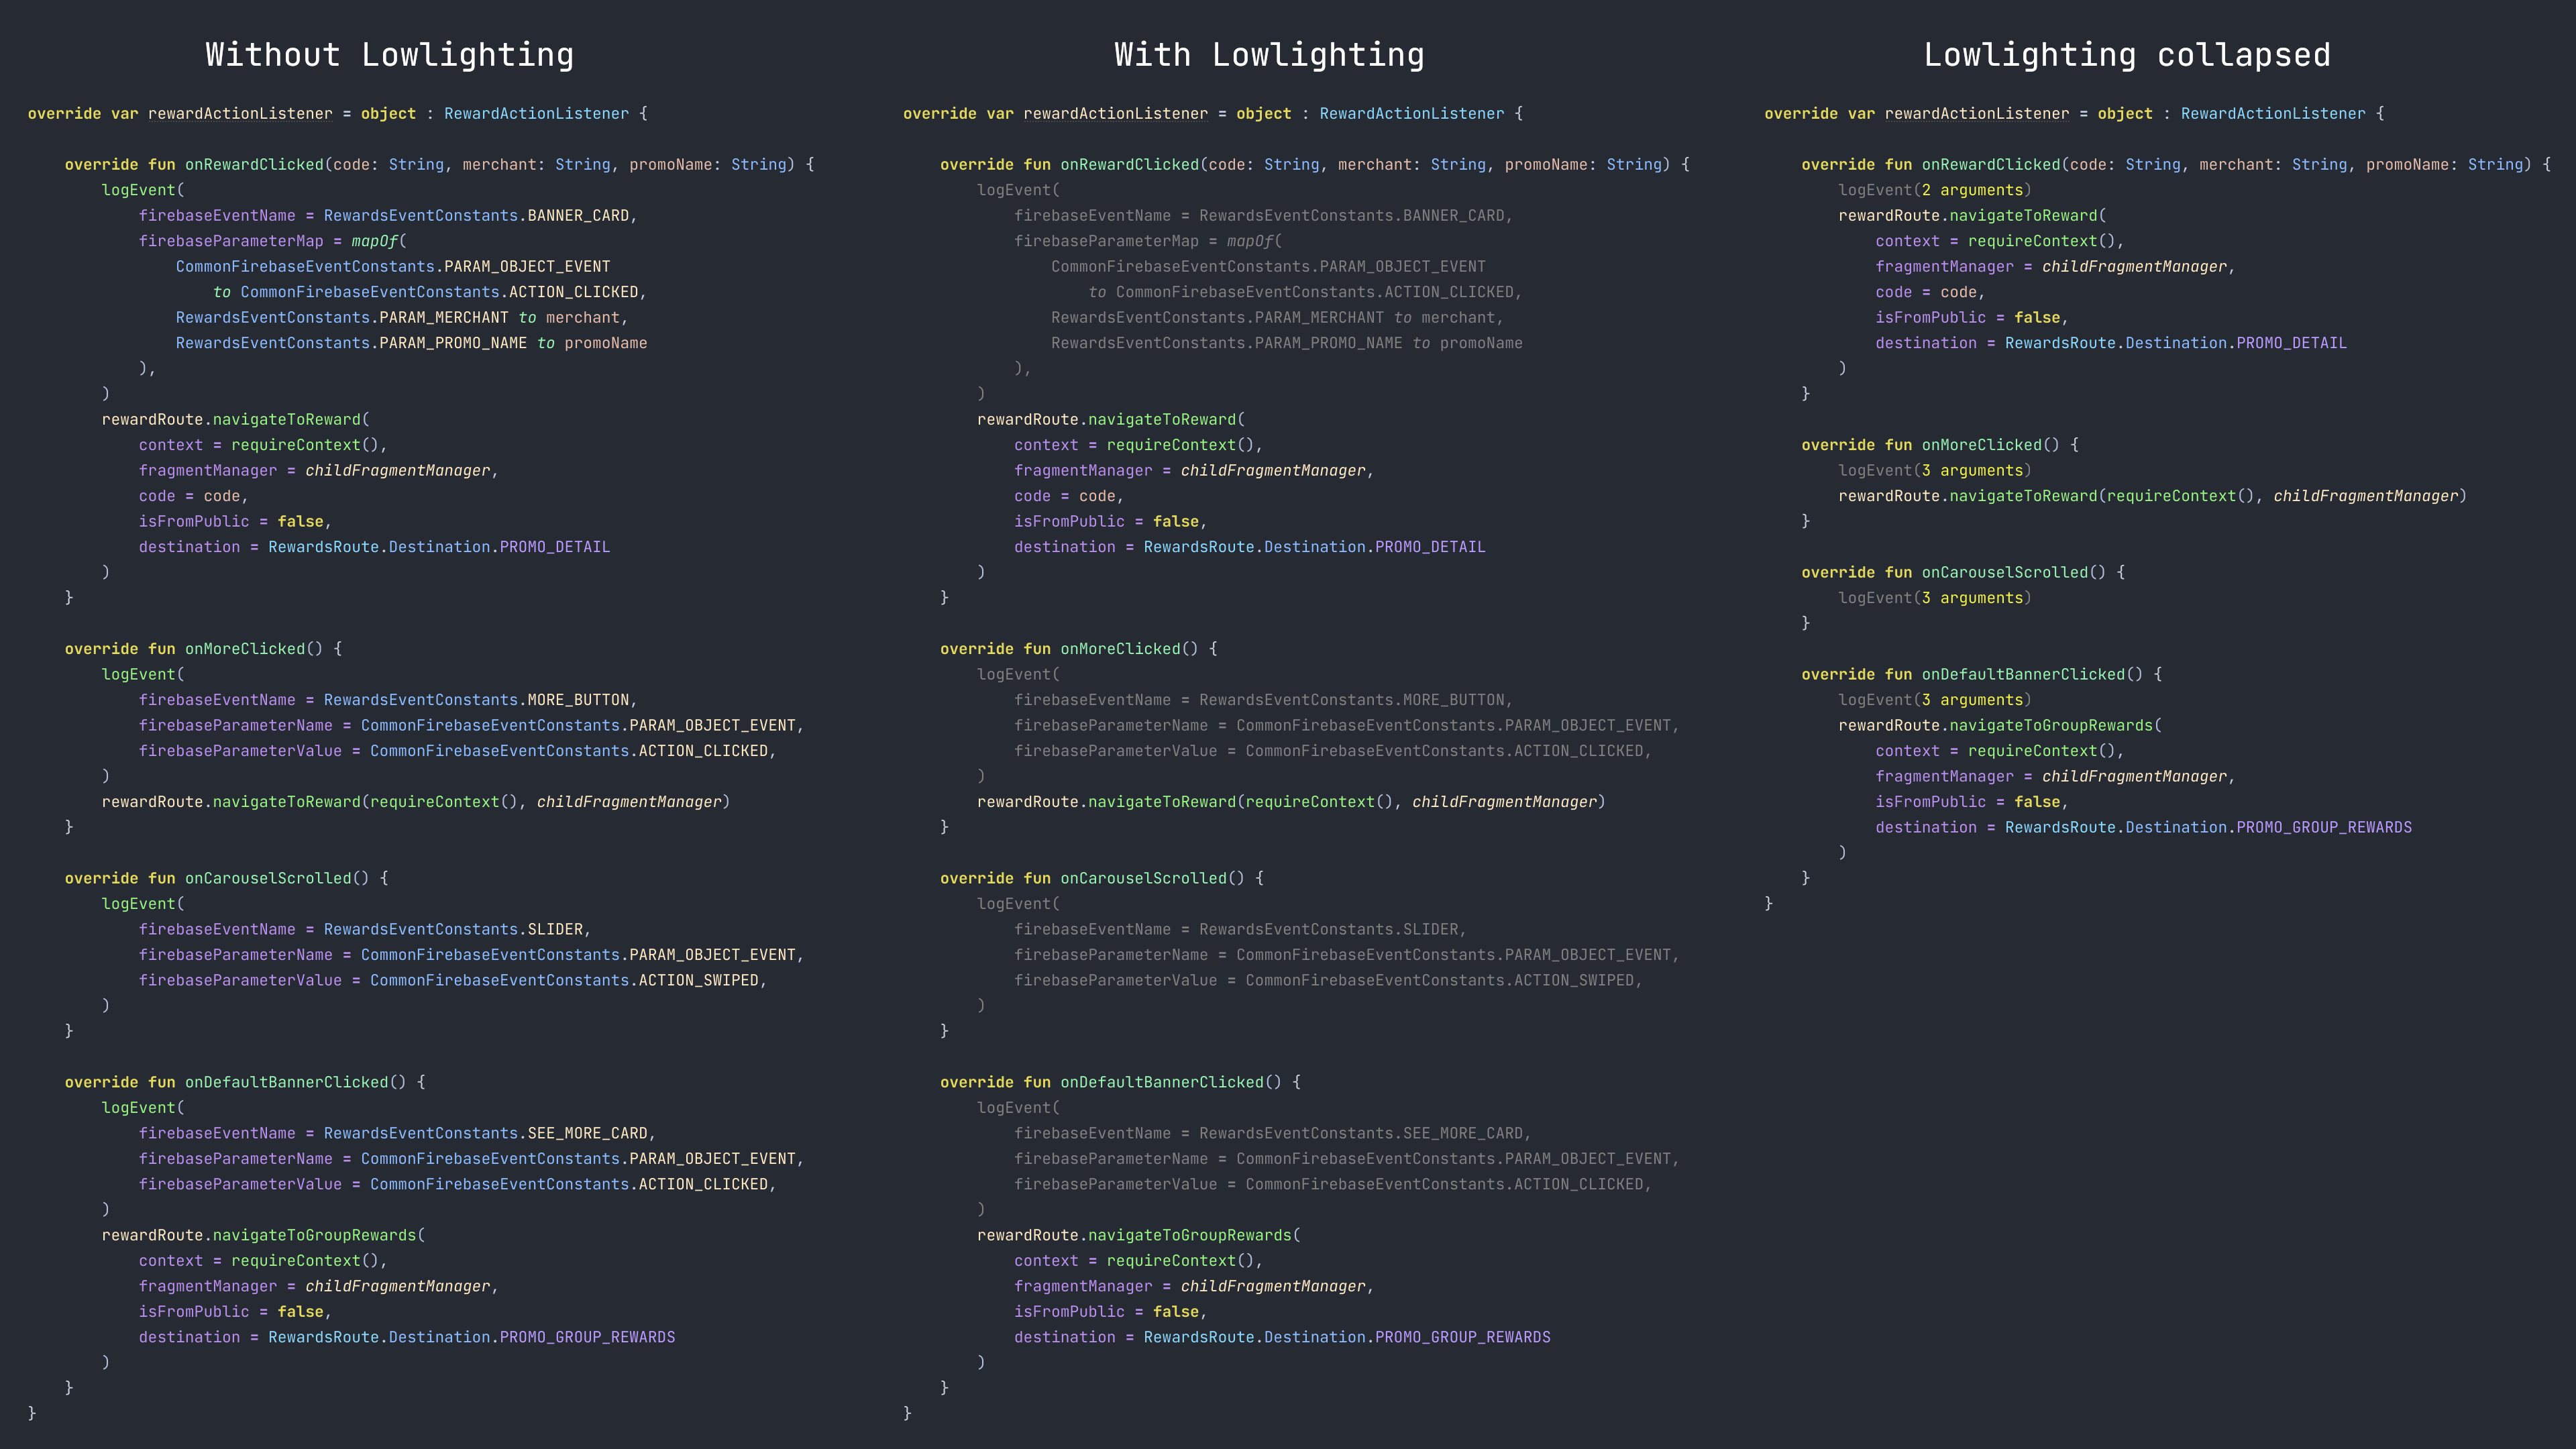 Without Lowlighting
override var rewardActionListener = object : RewardActionListener {
override fun onRewardClicked(code: String, merchant: String, promoName: String) {
logEvent(
firebaseEventName = RewardsEventConstants.BANNER_CARD,
firebaseParameterMap = mapOf(
CommonFirebaseEventConstants.PARAM_OBJECT_EVENT
to CommonFirebaseEventConstants.ACTION_CLICKED,
RewardsEventConstants.PARAM_MERCHANT to merchant,
RewardsEventConstants.PARAM_PROMO_NAME to promoName
),
)
rewardRoute.navigateToReward(
context = requireContext(),
fragmentManager = childFragmentManager,
code = code,
isFromPublic = false,
destination = RewardsRoute.Destination.PROMO_DETAIL
)
}
override fun onMoreClicked() {
logEvent(
firebaseEventName = RewardsEventConstants.MORE_BUTTON,
firebaseParameterName = CommonFirebaseEventConstants.PARAM_OBJECT_EVENT,
firebaseParameterValue = CommonFirebaseEventConstants.ACTION_CLICKED,
)
rewardRoute.navigateToReward(requireContext(), childFragmentManager)
}
override fun onCarouselScrolled() {
logEvent(
firebaseEventName = RewardsEventConstants.SLIDER,
firebaseParameterName = CommonFirebaseEventConstants.PARAM_OBJECT_EVENT,
firebaseParameterValue = CommonFirebaseEventConstants.ACTION_SWIPED,
)
}
override fun onDefaultBannerClicked() {
logEvent(
firebaseEventName = RewardsEventConstants.SEE_MORE_CARD,
firebaseParameterName = CommonFirebaseEventConstants.PARAM_OBJECT_EVENT,
firebaseParameterValue = CommonFirebaseEventConstants.ACTION_CLICKED,
)
rewardRoute.navigateToGroupRewards(
context = requireContext(),
fragmentManager = childFragmentManager,
isFromPublic = false,
destination = RewardsRoute.Destination.PROMO_GROUP_REWARDS
)
}
}
With Lowlighting
override var rewardActionListener = object : RewardActionListener {
override fun onRewardClicked(code: String, merchant: String, promoName: String) {
logEvent(
firebaseEventName = RewardsEventConstants.BANNER_CARD,
firebaseParameterMap = mapOf(
CommonFirebaseEventConstants.PARAM_OBJECT_EVENT
to CommonFirebaseEventConstants.ACTION_CLICKED,
RewardsEventConstants.PARAM_MERCHANT to merchant,
RewardsEventConstants.PARAM_PROMO_NAME to promoName
),
)
rewardRoute.navigateToReward(
context = requireContext(),
fragmentManager = childFragmentManager,
code = code,
isFromPublic = false,
destination = RewardsRoute.Destination.PROMO_DETAIL
)
}
override fun onMoreClicked() {
logEvent(
firebaseEventName = RewardsEventConstants.MORE_BUTTON,
firebaseParameterName = CommonFirebaseEventConstants.PARAM_OBJECT_EVENT,
firebaseParameterValue = CommonFirebaseEventConstants.ACTION_CLICKED,
)
rewardRoute.navigateToReward(requireContext(), childFragmentManager)
}
override fun onCarouselScrolled() {
logEvent(
firebaseEventName = RewardsEventConstants.SLIDER,
firebaseParameterName = CommonFirebaseEventConstants.PARAM_OBJECT_EVENT,
firebaseParameterValue = CommonFirebaseEventConstants.ACTION_SWIPED,
)
}
override fun onDefaultBannerClicked() {
logEvent(
firebaseEventName = RewardsEventConstants.SEE_MORE_CARD,
firebaseParameterName = CommonFirebaseEventConstants.PARAM_OBJECT_EVENT,
firebaseParameterValue = CommonFirebaseEventConstants.ACTION_CLICKED,
)
rewardRoute.navigateToGroupRewards(
context = requireContext(),
fragmentManager = childFragmentManager,
isFromPublic = false,
destination = RewardsRoute.Destination.PROMO_GROUP_REWARDS
)
}
}
Lowlighting collapsed
override var rewardActionListener = object : RewardActionListener {
override fun onRewardClicked(code: String, merchant: String, promoName: String) {
logEvent(2 arguments)
rewardRoute.navigateToReward(
context = requireContext(),
fragmentManager = childFragmentManager,
code = code,
isFromPublic = false,
destination = RewardsRoute.Destination.PROMO_DETAIL
)
}
override fun onMoreClicked() {
logEvent(3 arguments)
rewardRoute.navigateToReward(requireContext(), childFragmentManager)
}
override fun onCarouselScrolled() {
logEvent(3 arguments)
}
override fun onDefaultBannerClicked() {
logEvent(3 arguments)
rewardRoute.navigateToGroupRewards(
context = requireContext(),
fragmentManager = childFragmentManager,
isFromPublic = false,
destination = RewardsRoute.Destination.PROMO_GROUP_REWARDS
)
}
}